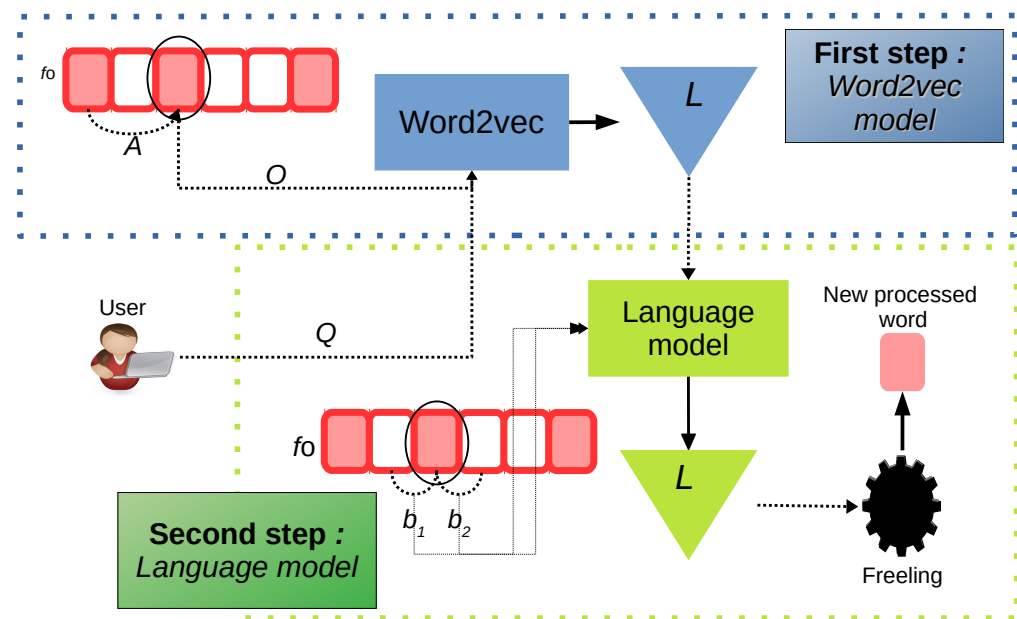 First step :
Word2vec
model
fo
A
O
Word2vec
L
User
Q
Language
model
New processed
word
fo
b1 b2
L
Second step :
Language model
Freeling